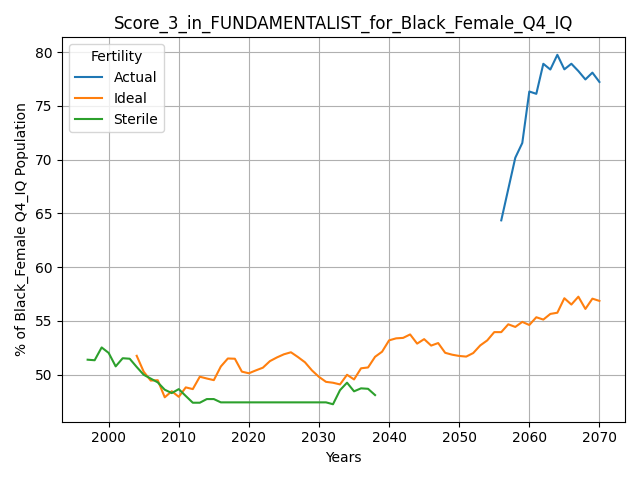 Score_3_in_FUNDAMENTALIST_for_Black_Female_Q4_IQ
Fertility
Actual
Ideal
Sterile
% of Black_Female Q4_IQ Population
80
75
70
65
60
55
50
2000 2010 2020 2030 2040 2050 2060 2070
Years